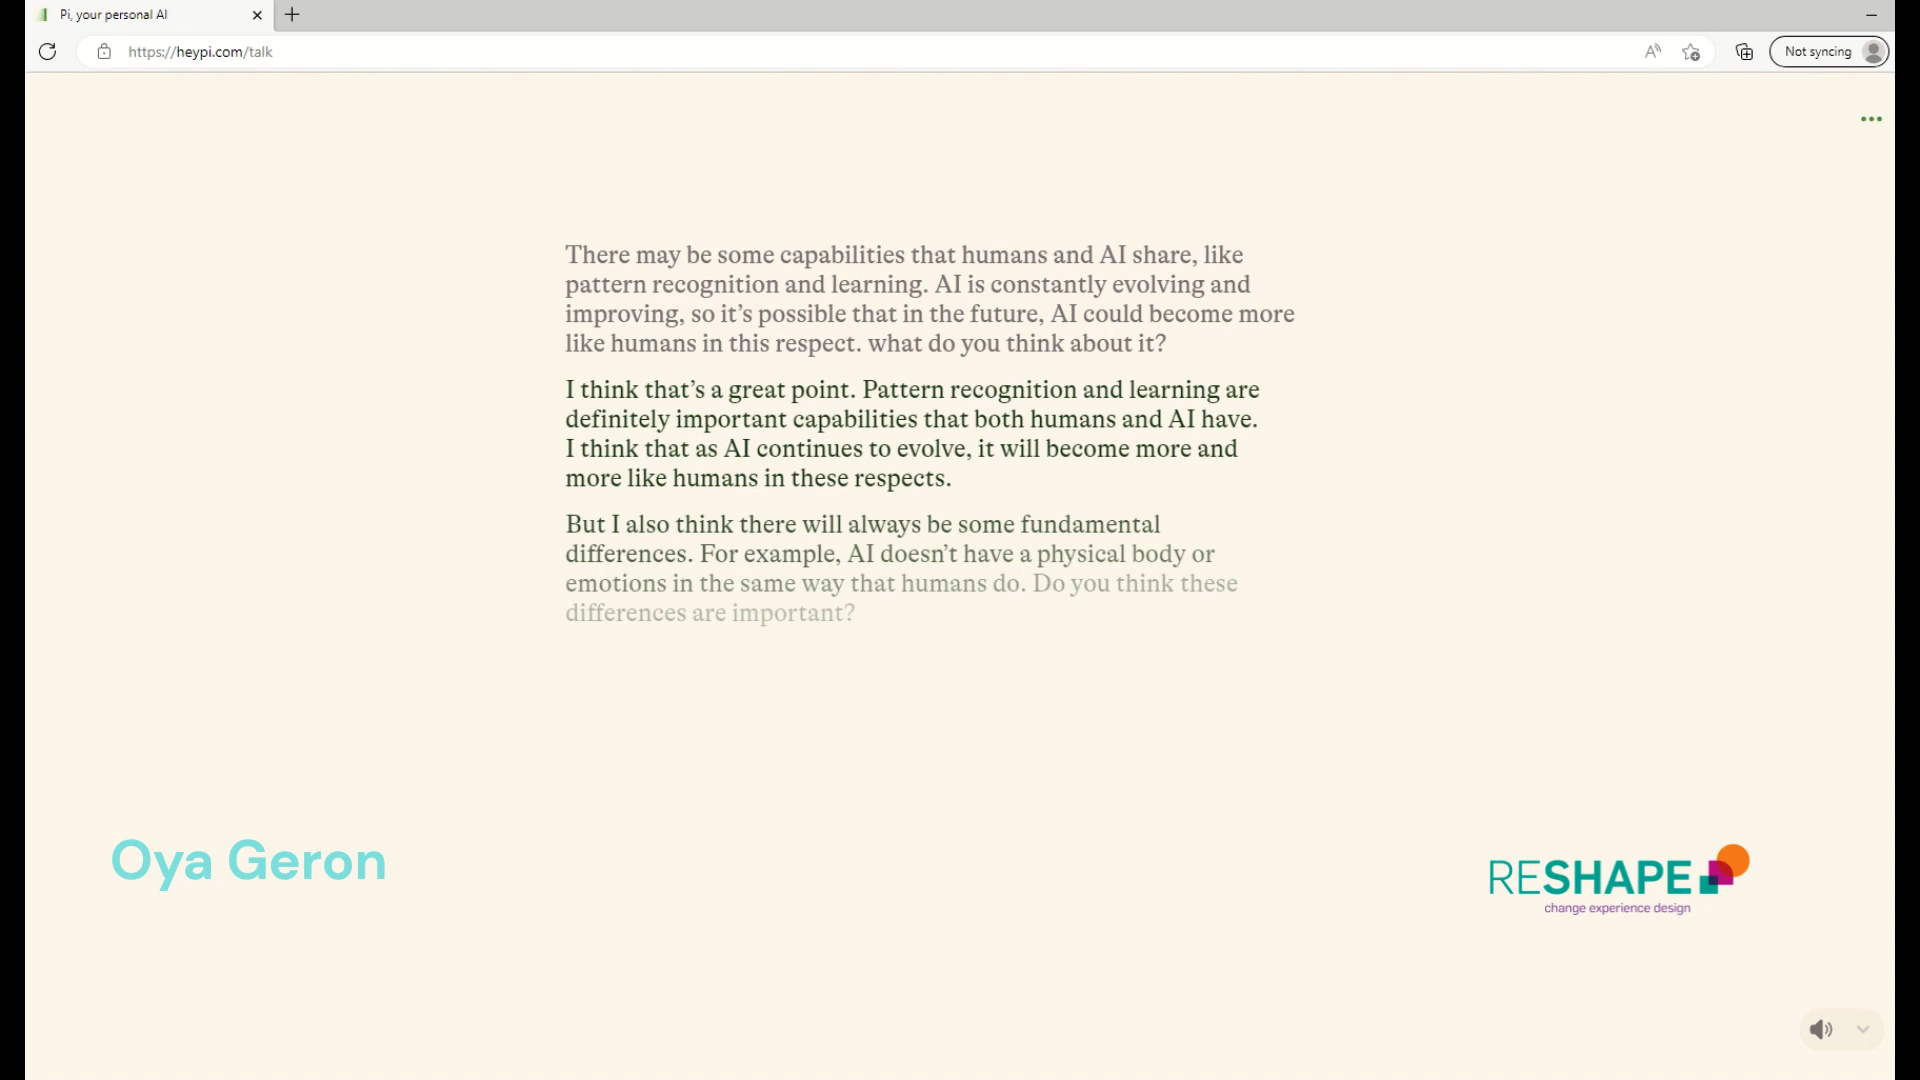 Pi, your personal AI
https://heypi.com/talk
Not syncing
There may be some capabilities that humans and AI share, like
pattern recognition and learning. AI is constantly evolving and
improving, so it’s possible that in the future, AI could become more
like humans in this respect. what do you think about it?
I think that’s a great point. Pattern recognition and learning are
definitely important capabilities that both humans and AI have.
I think that as AI continues to evolve, it will become more and
more like humans in these respects.
But I also think there will always be some fundamental
differences. For example, AI doesn’t have a physical body or
emotions in the same way that humans do. Do you think these
differences are important?
Oya Geron
RESHAPE
change experience design